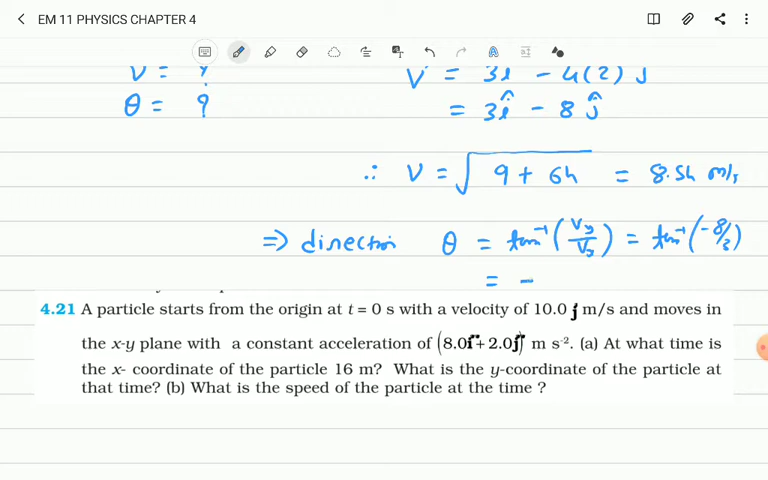 EM 11 PHYSICS CHAPTER 4
V = ?
V = 3î - 4(2) ĵ
θ = ?
= 3î - 8 ĵ
∴ V = √9 + 64 = 8.54 m/s
⇒ direction θ = tan⁻¹ (Vy/Vx) = tan⁻¹ (-8/3)
= -
4.21 A particle starts from the origin at t = 0 s with a velocity of 10.0 ĵ m/s and moves in
the x-y plane with a constant acceleration of (8.0î + 2.0ĵ) m s⁻². (a) At what time is
the x- coordinate of the particle 16 m? What is the y-coordinate of the particle at
that time? (b) What is the speed of the particle at the time ?